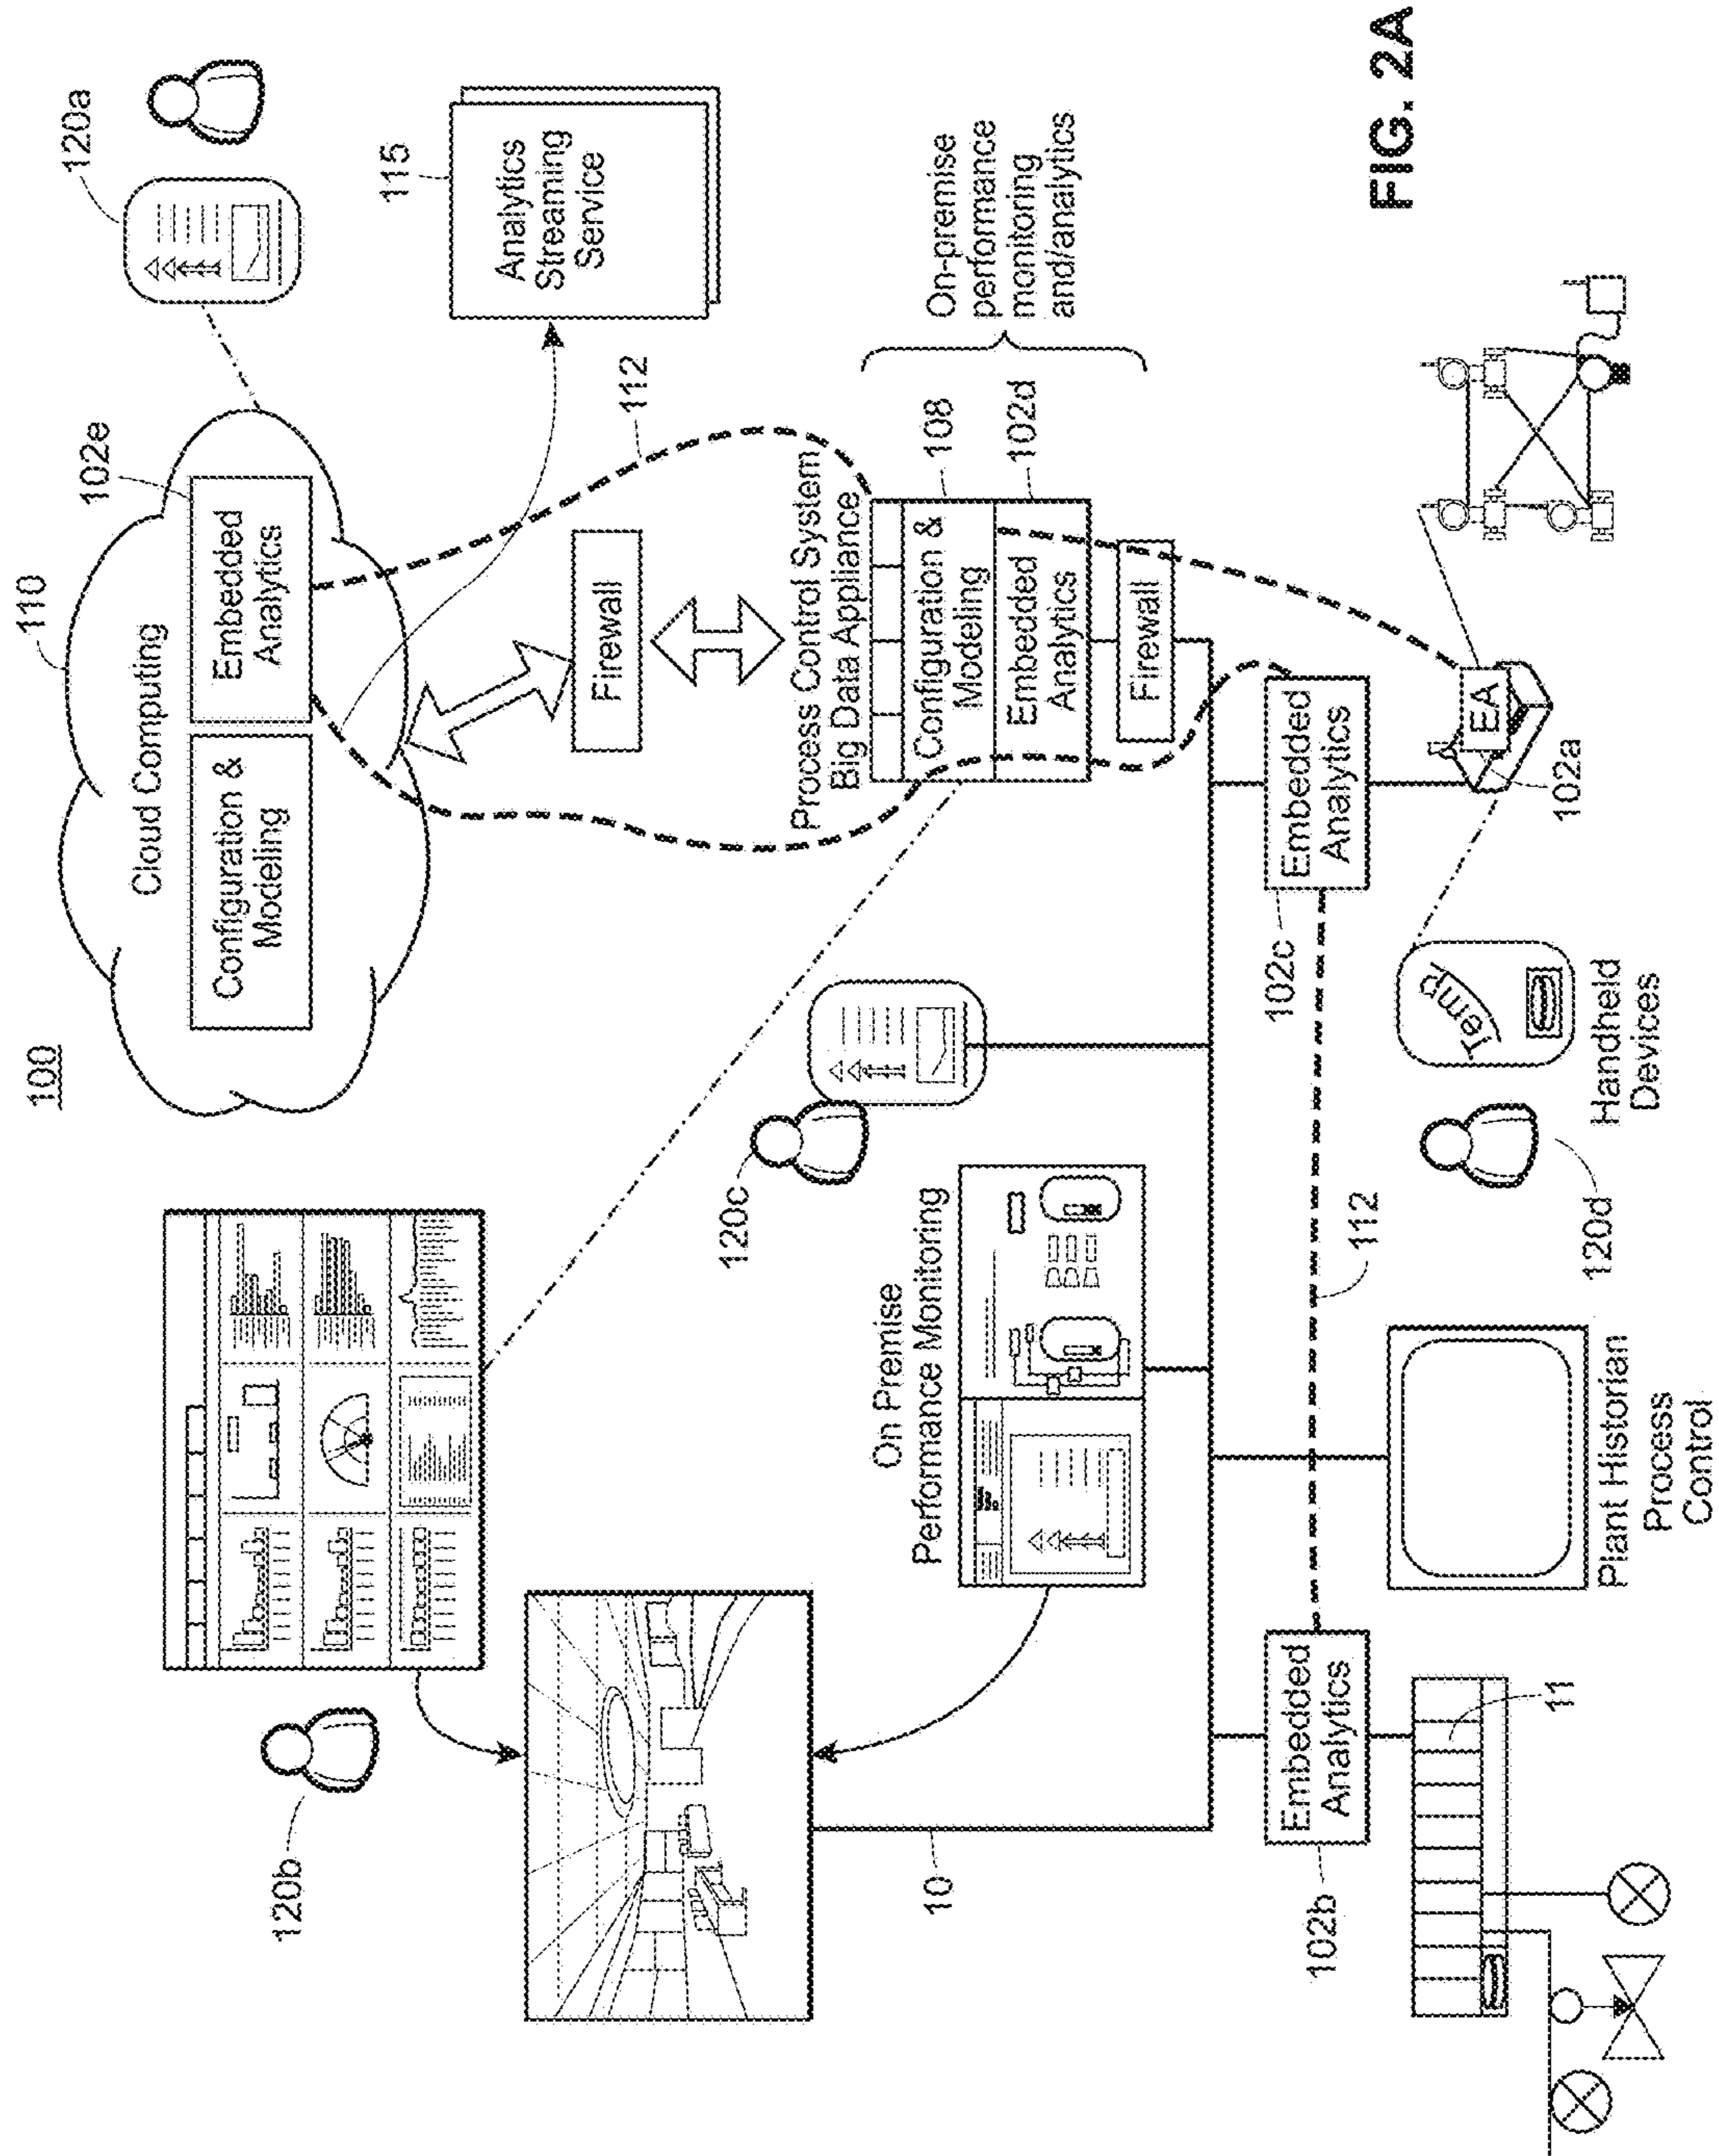 100
110
Cloud Computing
Configuration &
Modeling
Embedded
Analytics
102e
120a
120b
115
Analytics
Streaming
Service
Firewall
112
Process Control System
Big Data Appliance
Configuration &
Modeling
108
Embedded
Analytics
102d
Firewall
On-premise
performance
monitoring
and/analytics
120c
On Premise
Performance Monitoring
10
102b
Embedded
Analytics
11
112
Plant Historian
Process
Control
102c
Embedded
Analytics
Temp
Handheld
Devices
120d
EA
102a
FIG. 2A